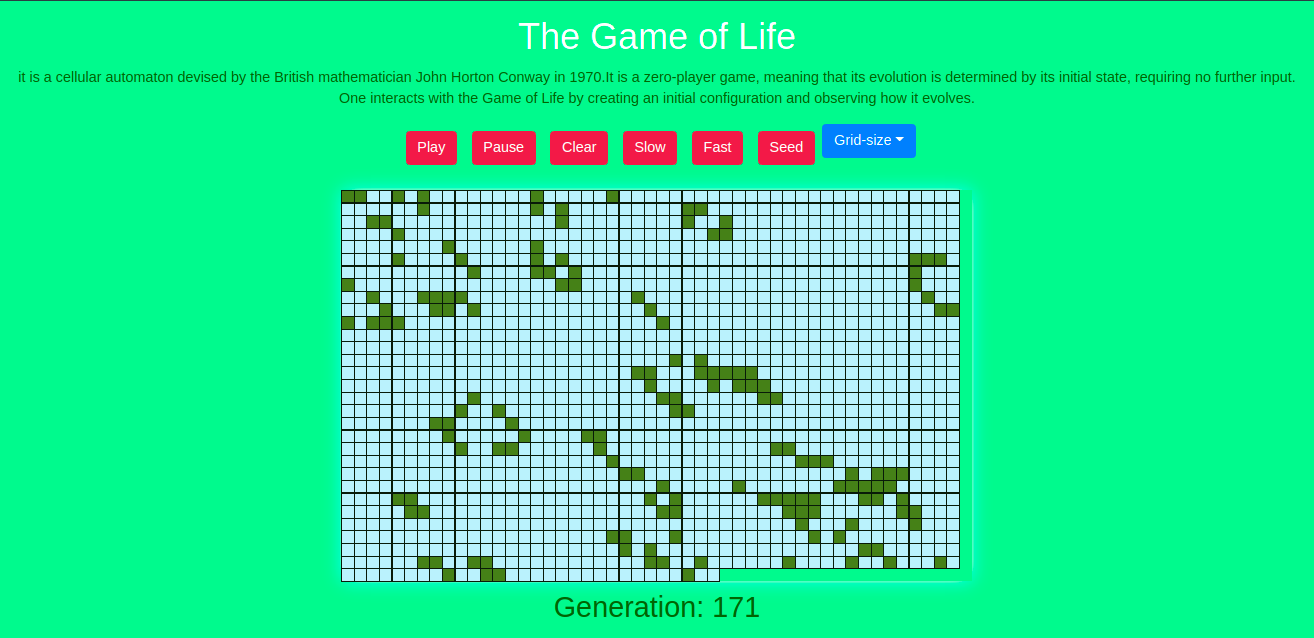 The Game of Life
it is a cellular automaton devised by the British mathematician John Horton Conway in 1970.It is a zero-player game, meaning that its evolution is determined by its initial state, requiring no further input.
One interacts with the Game of Life by creating an initial configuration and observing how it evolves.
Play Pause Clear Slow Fast Seed Grid-size
Generation: 171